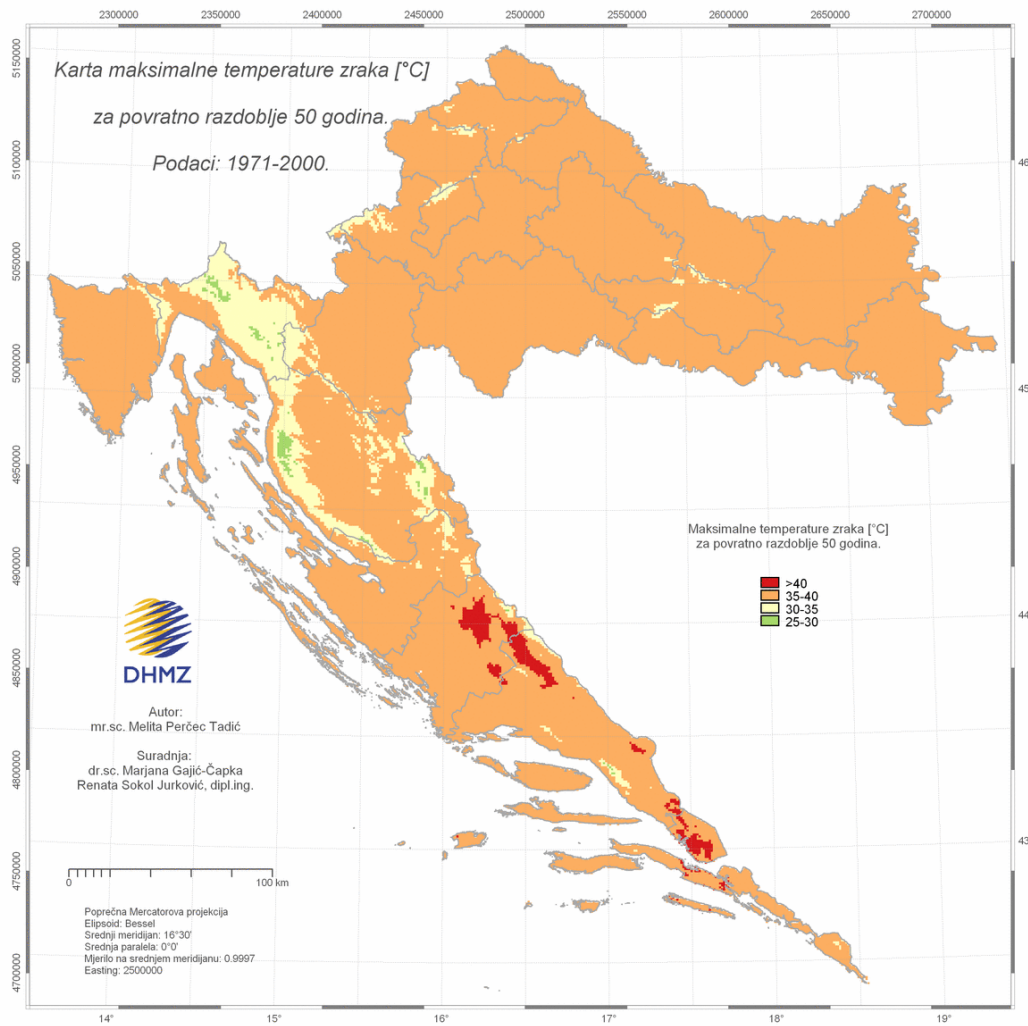 2300000 2350000 2400000 2450000 2500000 2550000 2600000 2650000 2700000
5150000
Karta maksimalne temperature zraka [°C]
za povratno razdoblje 50 godina.
Podaci: 1971-2000.
5100000
46
5050000
5000000
45
4950000
Maksimalne temperature zraka [°C]
za povratno razdoblje 50 godina.
4900000
>40
35-40
30-35
25-30
44
4850000
DHMZ
Autor:
mr.sc. Melita Perčec Tadić
Suradnja:
dr.sc. Marjana Gajić-Čapka
Renata Sokol Jurković, dipl.ing.
4800000
43
4750000
0 100 km
Poprečna Mercatorova projekcija
Elipsoid: Bessel
Srednji meridijan: 16°30'
Srednja paralela: 0°0'
Mjerilo na srednjem meridijanu: 0.9997
Easting: 2500000
4700000
14° 15° 16° 17° 18° 19°